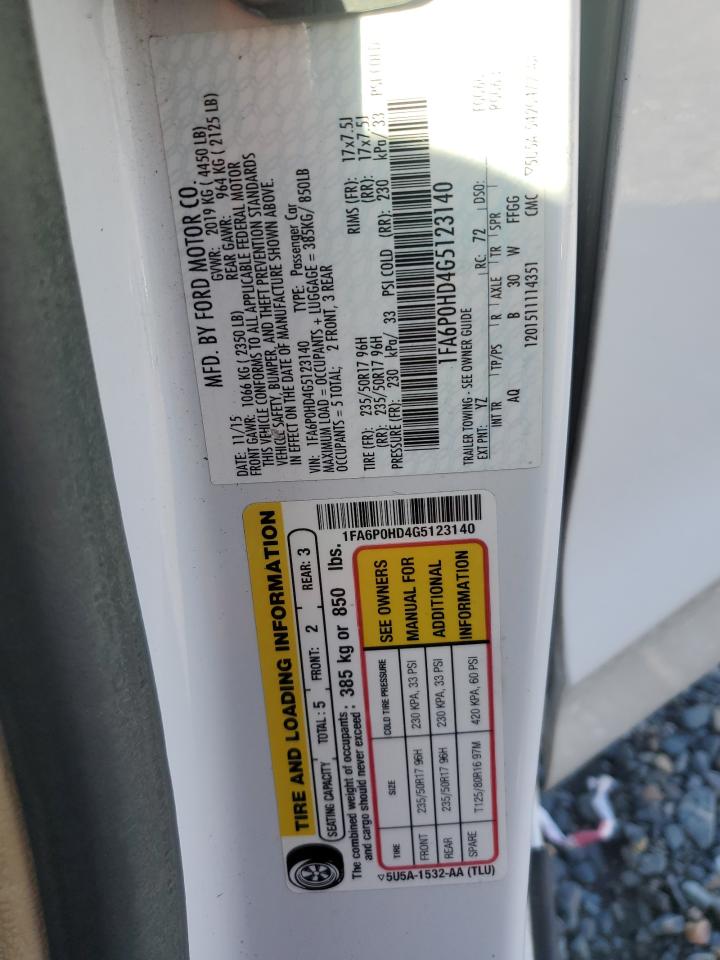 MFD. BY FORD MOTOR CO.
DATE: 11/15 GVWR: 2019 KG ( 4450 LB)
FRONT GAWR: 1066 KG ( 2350 LB) REAR GAWR: 964 KG ( 2125 LB)
THIS VEHICLE CONFORMS TO ALL APPLICABLE FEDERAL MOTOR
VEHICLE SAFETY, BUMPER, AND THEFT PREVENTION STANDARDS
IN EFFECT ON THE DATE OF MANUFACTURE SHOWN ABOVE.
VIN: 1FA6P0HD4G5123140 TYPE: Passenger Car
MAXIMUM LOAD = OCCUPANTS + LUGGAGE = 385KG/ 850LB
OCCUPANTS = 5 TOTAL: 2 FRONT, 3 REAR
TIRE (FR): 235/50R17 96H RIMS (FR): 17x7.5J
(RR): 235/50R17 96H (RR): 17x7.5J
PRESSURE (FR): 230 kPa/ 33 PSI COLD (RR): 230 kPa/ 33 PSI COLD
1FA6P0HD4G5123140
TRAILER TOWING - SEE OWNER GUIDE
EXT PNT: YZ RC: 72 DSO:
INT TR TP/PS R AXLE TR SPR
AQ B 30 W FFGG
1201511114351 CMC
TIRE AND LOADING INFORMATION
SEATING CAPACITY TOTAL: 5 FRONT: 2 REAR: 3
The combined weight of occupants and cargo should never exceed: 385 kg or 850 lbs.
1FA6P0HD4G5123140
TIRE SIZE COLD TIRE PRESSURE
FRONT 235/50R17 96H 230 KPA, 33 PSI
REAR 235/50R17 96H 230 KPA, 33 PSI
SPARE T125/80R16 97M 420 KPA, 60 PSI
SEE OWNERS
MANUAL FOR
ADDITIONAL
INFORMATION
5U5A-1532-AA (TLU)